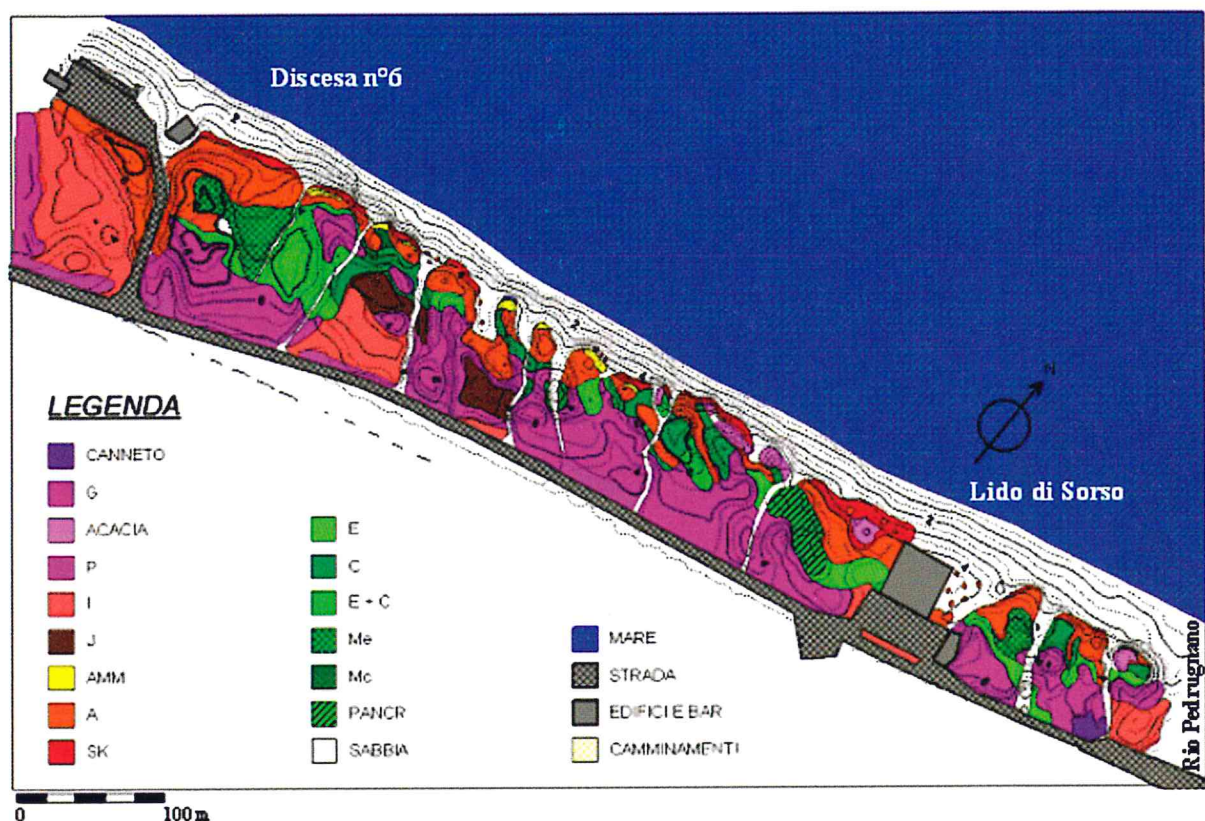 Discesa n°6
N
Lido di Sorso
Rio Pedrugnano
LEGENDA
CANNETO
G
ACACIA
P
I
J
AMM
A
SK
E
C
E + C
Me
Mc
PANCR
SABBIA
MARE
STRADA
EDIFICI E BAR
CAMMINAMENTI
0 100 m